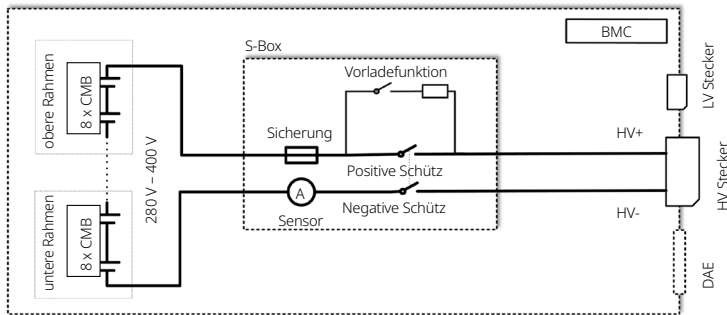 BMC
S-Box
Vorladefunktion
LV Stecker
obere Rahmen
8 x CMB
Sicherung
HV+
Positive Schütz
280 V – 400 V
HV Stecker
A
Negative Schütz
Sensor
HV-
untere Rahmen
8 x CMB
DAE